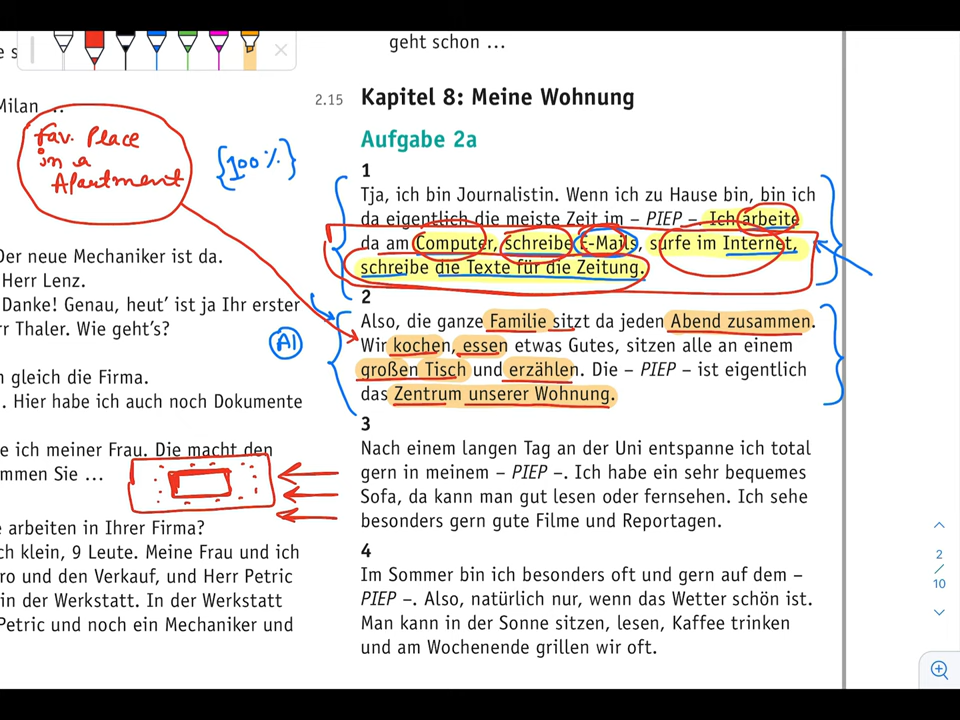 geht schon ...
e s
Milan ...
2.15 Kapitel 8: Meine Wohnung
Aufgabe 2a
Fav. Place
in a
Apartment
{100%}
1
Tja, ich bin Journalistin. Wenn ich zu Hause bin, bin ich
da eigentlich die meiste Zeit im – PIEP –. Ich arbeite
da am Computer, schreibe E-Mails, surfe im Internet,
schreibe die Texte für die Zeitung.
Der neue Mechaniker ist da.
Herr Lenz.
Danke! Genau, heut' ist ja Ihr erster
rr Thaler. Wie geht's?
n gleich die Firma.
. Hier habe ich auch noch Dokumente
e ich meiner Frau. Die macht den
mmen Sie ...
e arbeiten in Ihrer Firma?
ch klein, 9 Leute. Meine Frau und ich
ro und den Verkauf, und Herr Petric
in der Werkstatt. In der Werkstatt
Petric und noch ein Mechaniker und
A1
2
Also, die ganze Familie sitzt da jeden Abend zusammen.
Wir kochen, essen etwas Gutes, sitzen alle an einem
großen Tisch und erzählen. Die – PIEP – ist eigentlich
das Zentrum unserer Wohnung.
3
Nach einem langen Tag an der Uni entspanne ich total
gern in meinem – PIEP –. Ich habe ein sehr bequemes
Sofa, da kann man gut lesen oder fernsehen. Ich sehe
besonders gern gute Filme und Reportagen.
4
Im Sommer bin ich besonders oft und gern auf dem –
PIEP –. Also, natürlich nur, wenn das Wetter schön ist.
Man kann in der Sonne sitzen, lesen, Kaffee trinken
und am Wochenende grillen wir oft.
2
/
10